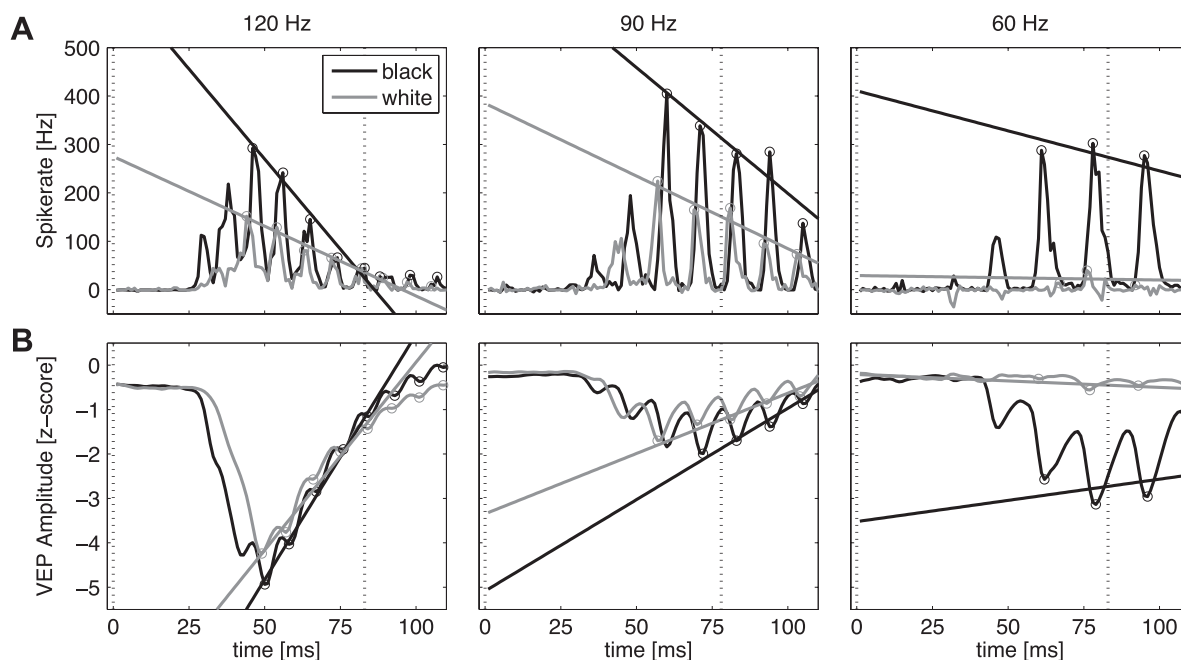 A
120 Hz
90 Hz
60 Hz
Spikerate [Hz]
500
400
300
200
100
0
black
white
B
VEP Amplitude [z−score]
0
−1
−2
−3
−4
−5
0 25 50 75 100
0 25 50 75 100
0 25 50 75 100
time [ms]
time [ms]
time [ms]